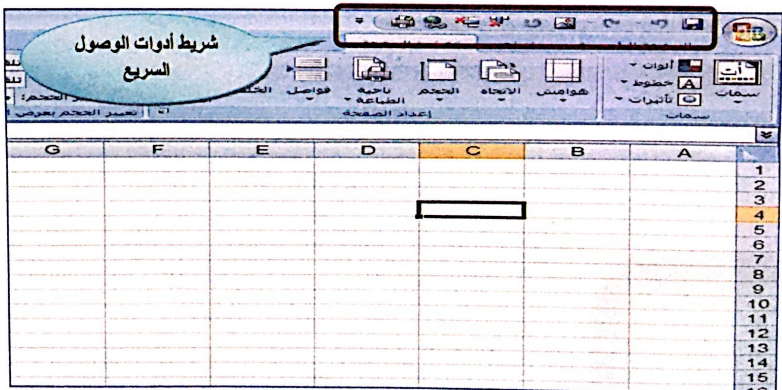 شريط أدوات الوصول
السريع
ألوان
خطوط
تأثيرات
سمات
هوامش
الاتجاه
الحجم
ناحية
الطباعة
فواصل
سمات
إعداد الصفحة
A B C D E F G
1
2
3
4
5
6
7
8
9
10
11
12
13
14
15